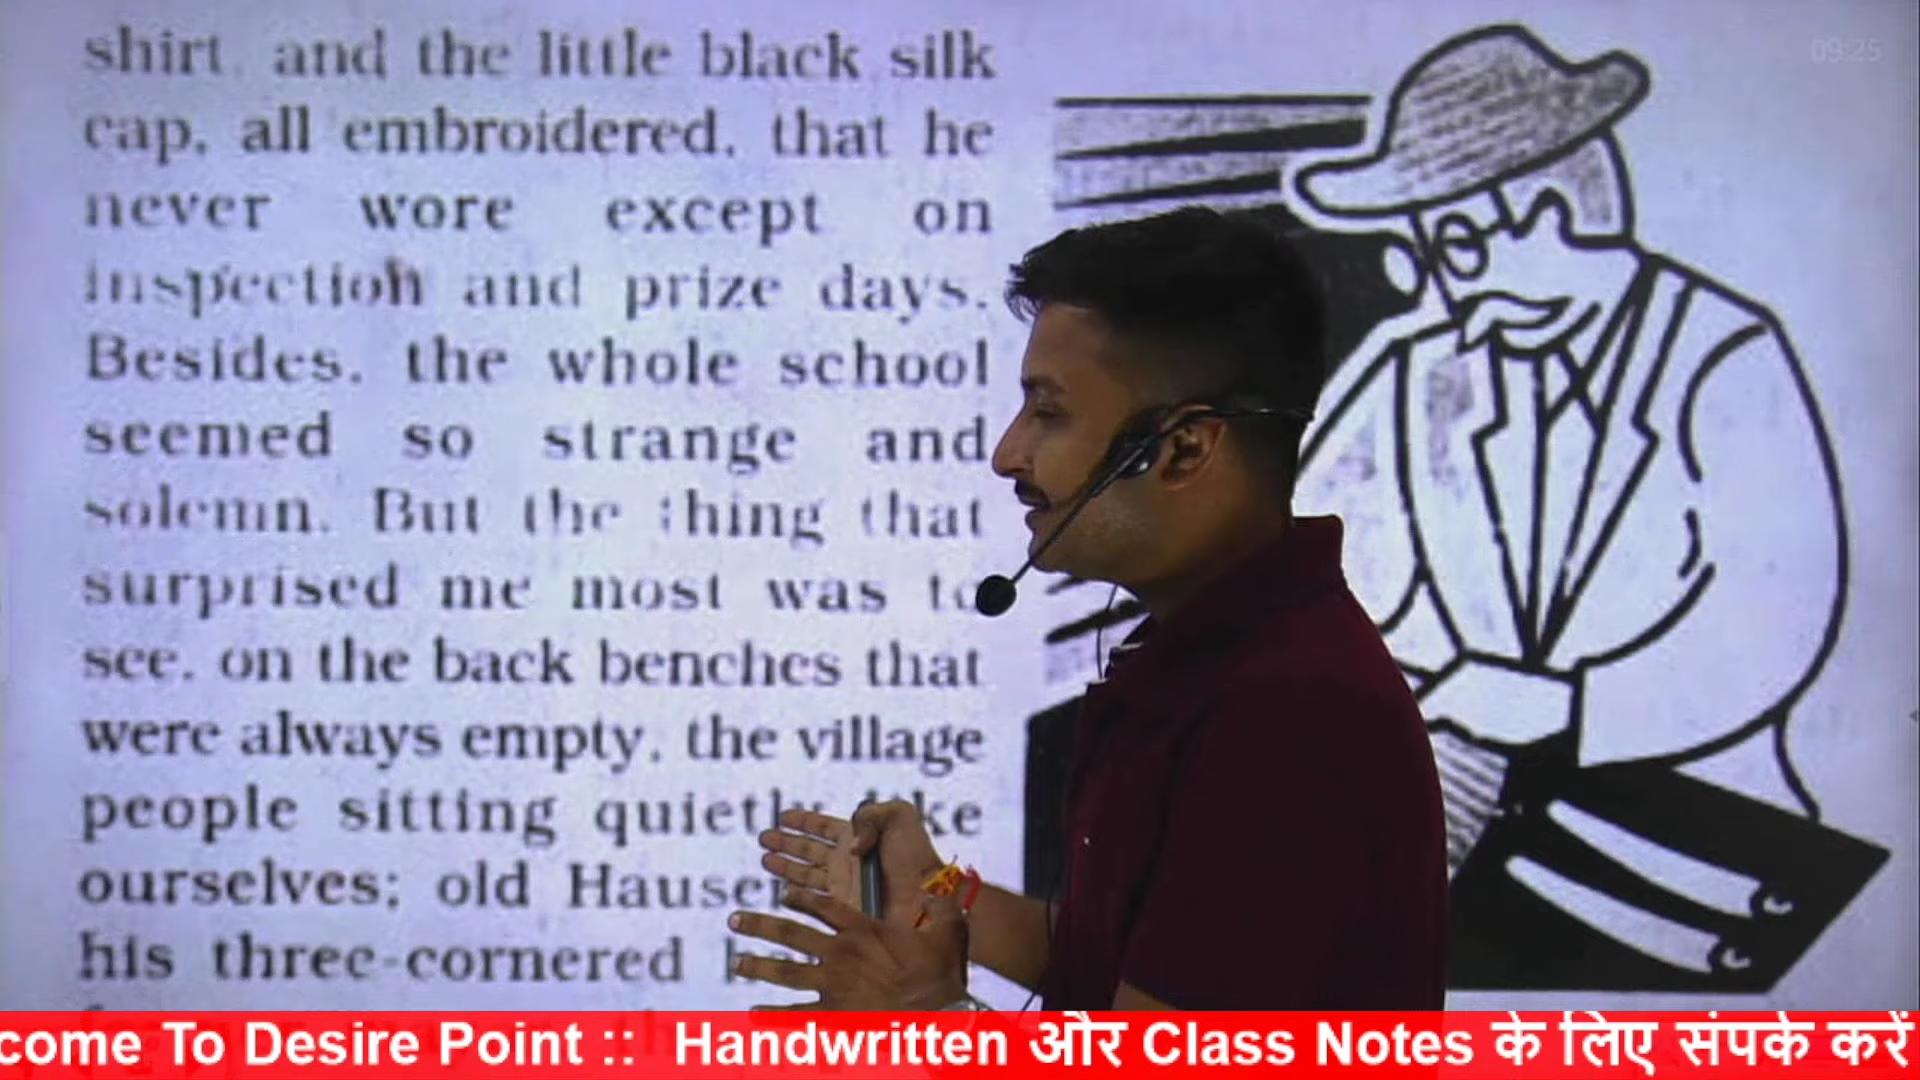 09:25
shirt, and the little black silk
cap, all embroidered, that he
never wore except on
inspection and prize days.
Besides, the whole school
seemed so strange and
solemn. But the thing that
surprised me most was to
see, on the back benches that
were always empty, the village
people sitting quietly like
ourselves; old Hauser
his three-cornered
come To Desire Point :: Handwritten और Class Notes के लिए संपर्क करें